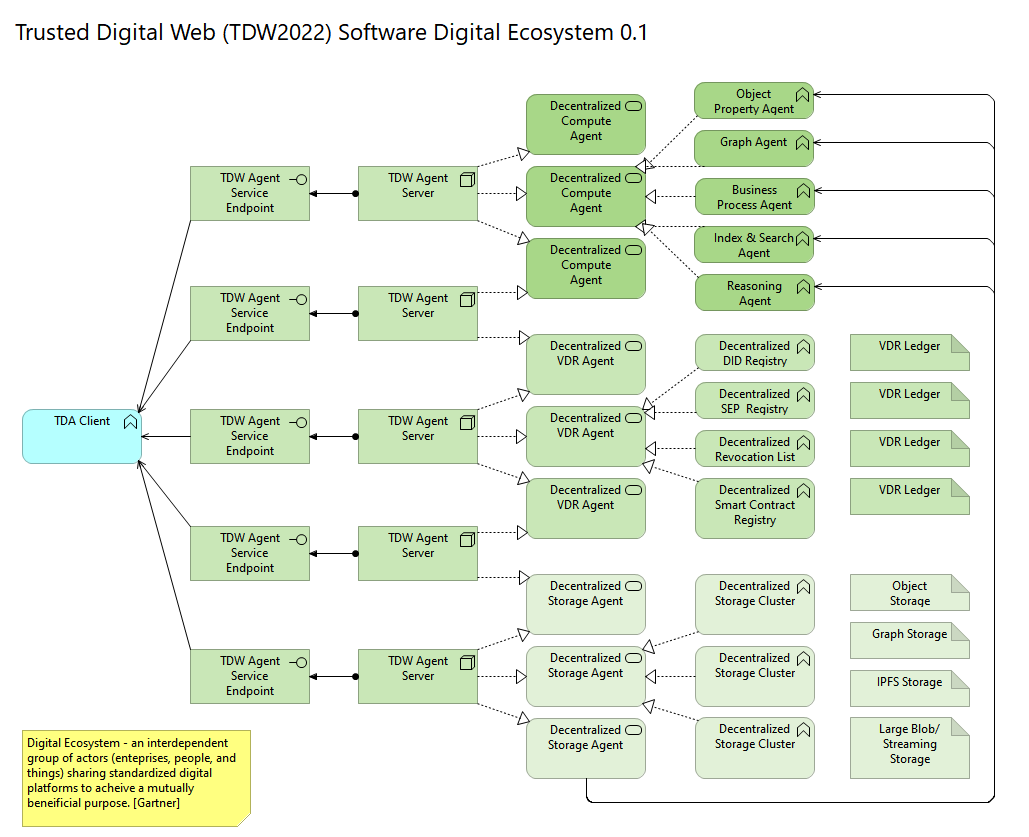 Trusted Digital Web (TDW2022) Software Digital Ecosystem 0.1
TDA Client
TDW Agent
Service
Endpoint
TDW Agent
Service
Endpoint
TDW Agent
Service
Endpoint
TDW Agent
Service
Endpoint
TDW Agent
Service
Endpoint
TDW Agent
Server
TDW Agent
Server
TDW Agent
Server
TDW Agent
Server
TDW Agent
Server
Decentralized
Compute
Agent
Decentralized
Compute
Agent
Decentralized
Compute
Agent
Decentralized
VDR Agent
Decentralized
VDR Agent
Decentralized
VDR Agent
Decentralized
Storage Agent
Decentralized
Storage Agent
Decentralized
Storage Agent
Object
Property Agent
Graph Agent
Business
Process Agent
Index & Search
Agent
Reasoning
Agent
Decentralized
DID Registry
Decentralized
SEP Registry
Decentralized
Revocation List
Decentralized
Smart Contract
Registry
Decentralized
Storage Cluster
Decentralized
Storage Cluster
Decentralized
Storage Cluster
VDR Ledger
VDR Ledger
VDR Ledger
VDR Ledger
Object
Storage
Graph Storage
IPFS Storage
Large Blob/
Streaming
Storage
Digital Ecosystem - an interdependent
group of actors (enteprises, people, and
things) sharing standardized digital
platforms to acheive a mutually
beneificial purpose. [Gartner]